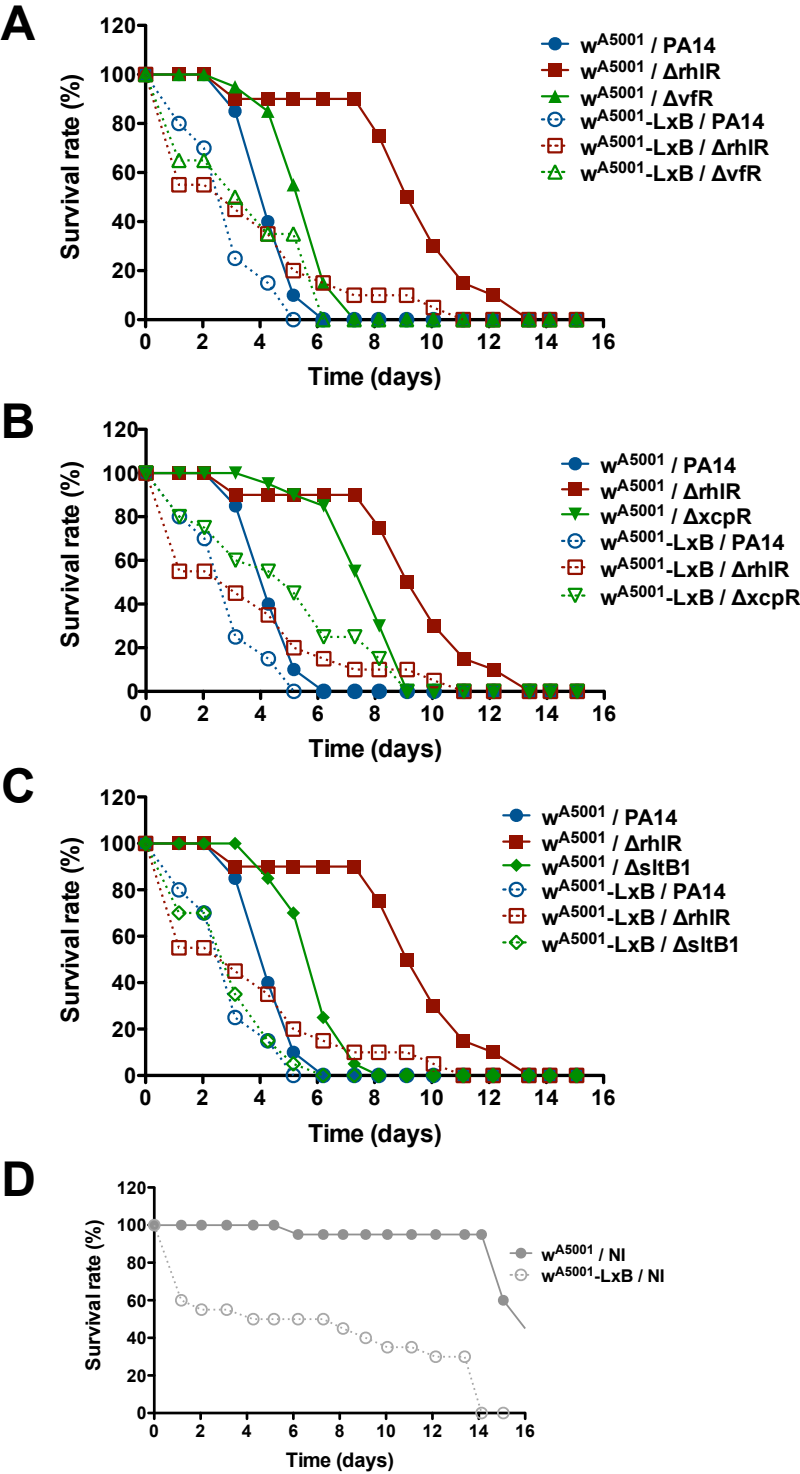 A
120
100
80
60
40
20
0
Survival rate (%)
0 2 4 6 8 10 12 14 16
Time (days)
wA5001 / PA14
wA5001 / ΔrhlR
wA5001 / ΔvfR
wA5001-LxB / PA14
wA5001-LxB / ΔrhlR
wA5001-LxB / ΔvfR
B
120
100
80
60
40
20
0
Survival rate (%)
0 2 4 6 8 10 12 14 16
Time (days)
wA5001 / PA14
wA5001 / ΔrhlR
wA5001 / ΔxcpR
wA5001-LxB / PA14
wA5001-LxB / ΔrhlR
wA5001-LxB / ΔxcpR
C
120
100
80
60
40
20
0
Survival rate (%)
0 2 4 6 8 10 12 14 16
Time (days)
wA5001 / PA14
wA5001 / ΔrhlR
wA5001 / ΔsltB1
wA5001-LxB / PA14
wA5001-LxB / ΔrhlR
wA5001-LxB / ΔsltB1
D
120
100
80
60
40
20
0
Survival rate (%)
0 2 4 6 8 10 12 14 16
Time (days)
wA5001 / NI
wA5001-LxB / NI